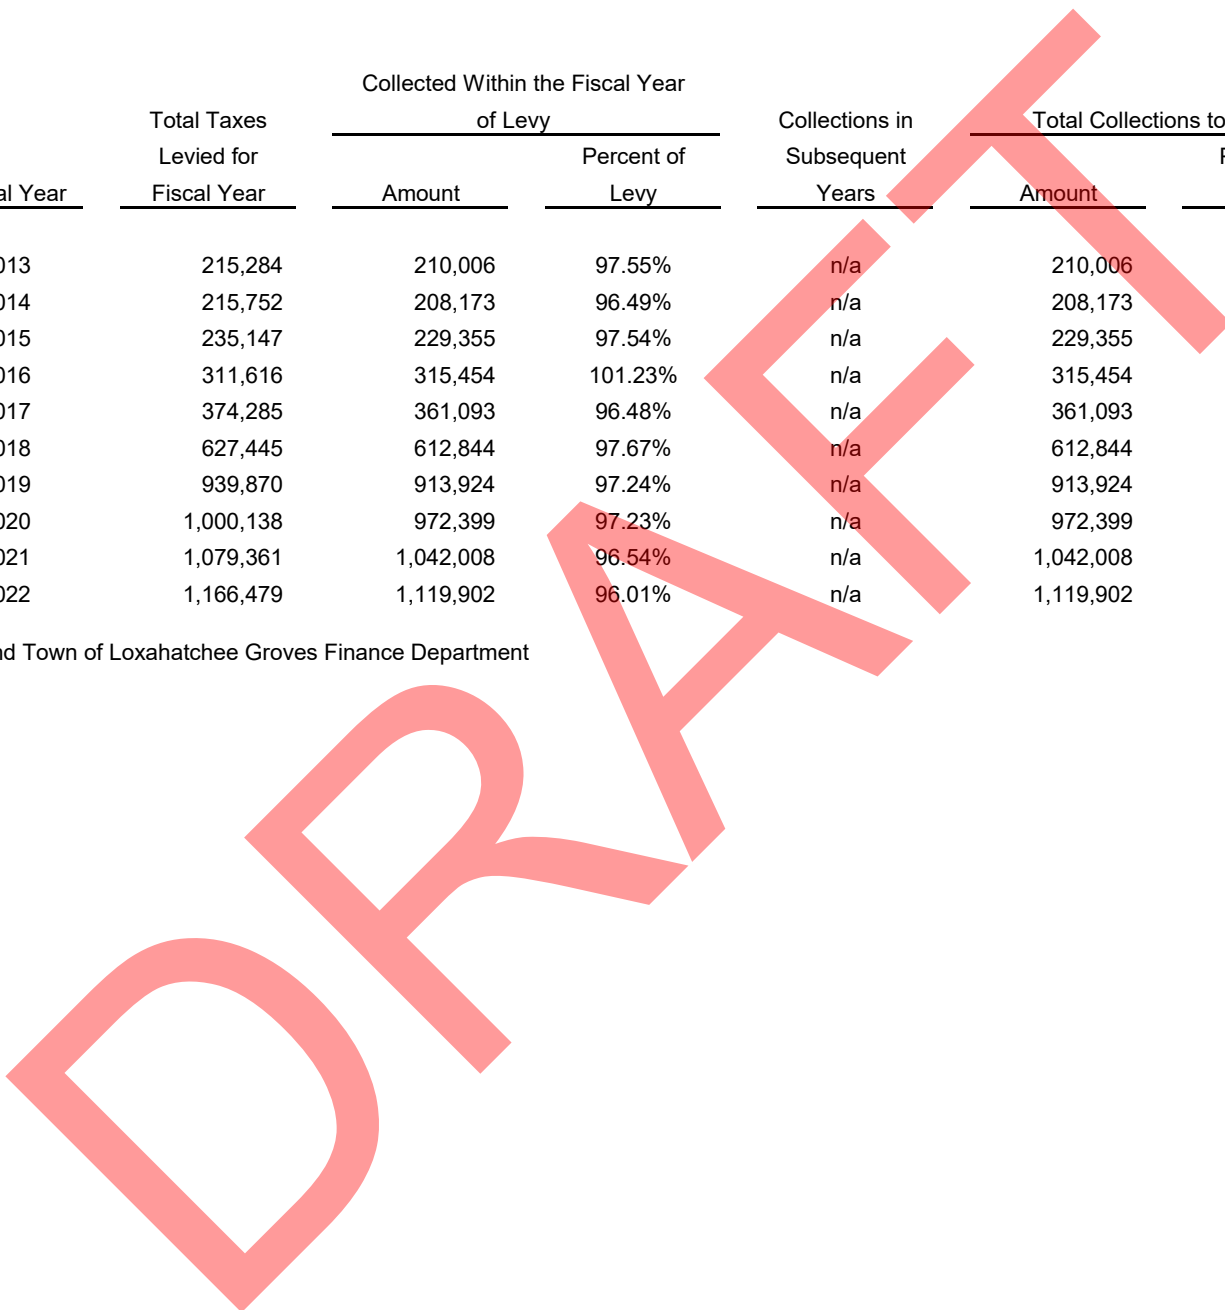 Collected Within the Fiscal Year
Total Taxes of Levy Collections in Total Collections to
Levied for Percent of Subsequent
al Year Fiscal Year Amount Levy Years Amount
013 215,284 210,006 97.55% n/a 210,006
014 215,752 208,173 96.49% n/a 208,173
015 235,147 229,355 97.54% n/a 229,355
016 311,616 315,454 101.23% n/a 315,454
017 374,285 361,093 96.48% n/a 361,093
018 627,445 612,844 97.67% n/a 612,844
019 939,870 913,924 97.24% n/a 913,924
020 1,000,138 972,399 97.23% n/a 972,399
021 1,079,361 1,042,008 96.54% n/a 1,042,008
022 1,166,479 1,119,902 96.01% n/a 1,119,902
nd Town of Loxahatchee Groves Finance Department
DRAFT